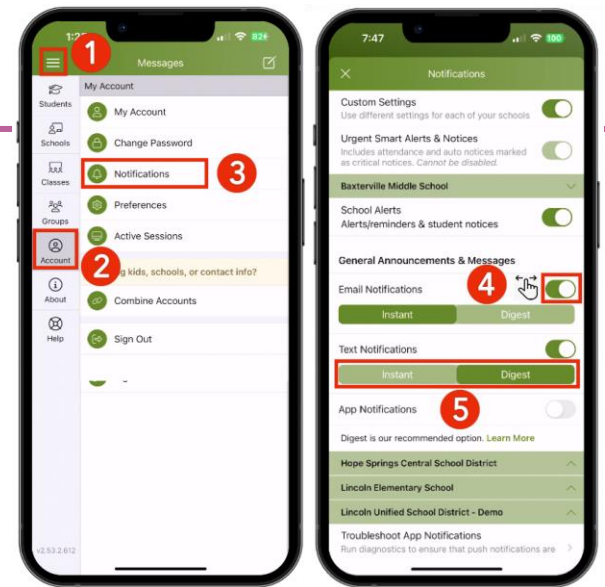 1
82
Messages
My Account
Students
My Account
Schools
Change Password
Classes
Notifications
3
Groups
Preferences
Account
Active Sessions
2
g kids, schools, or contact info?
About
Combine Accounts
Help
Sign Out
v2.53.2.612
7:47
100
Notifications
Custom Settings
Use different settings for each of your schools
Urgent Smart Alerts & Notices
Includes attendance and auto notices marked
as critical notices. Cannot be disabled.
Baxterville Middle School
School Alerts
Alerts/reminders & student notices
General Announcements & Messages
Email Notifications
4
Instant Digest
Text Notifications
Instant Digest
App Notifications
5
Digest is our recommended option. Learn More
Hope Springs Central School District
Lincoln Elementary School
Lincoln Unified School District - Demo
Troubleshoot App Notifications
Run diagnostics to ensure that push notifications are